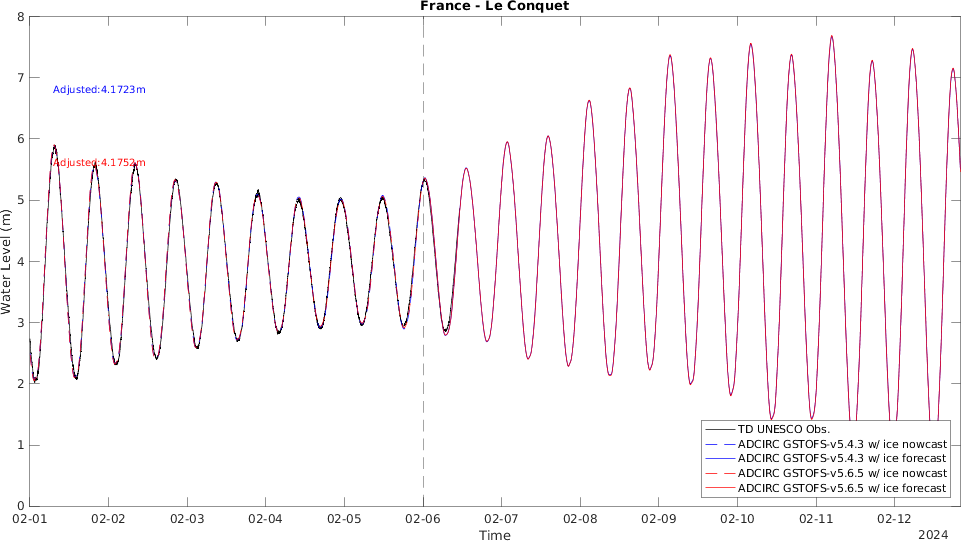 France - Le Conquet
8
7
6
5
4
3
2
1
0
Water Level (m)
Adjusted:4.1723m
Adjusted:4.1752m
TD UNESCO Obs.
ADCIRC GSTOFS-v5.4.3 w/ ice nowcast
ADCIRC GSTOFS-v5.4.3 w/ ice forecast
ADCIRC GSTOFS-v5.6.5 w/ ice nowcast
ADCIRC GSTOFS-v5.6.5 w/ ice forecast
02-01 02-02 02-03 02-04 02-05 02-06 02-07 02-08 02-09 02-10 02-11 02-12
Time
2024